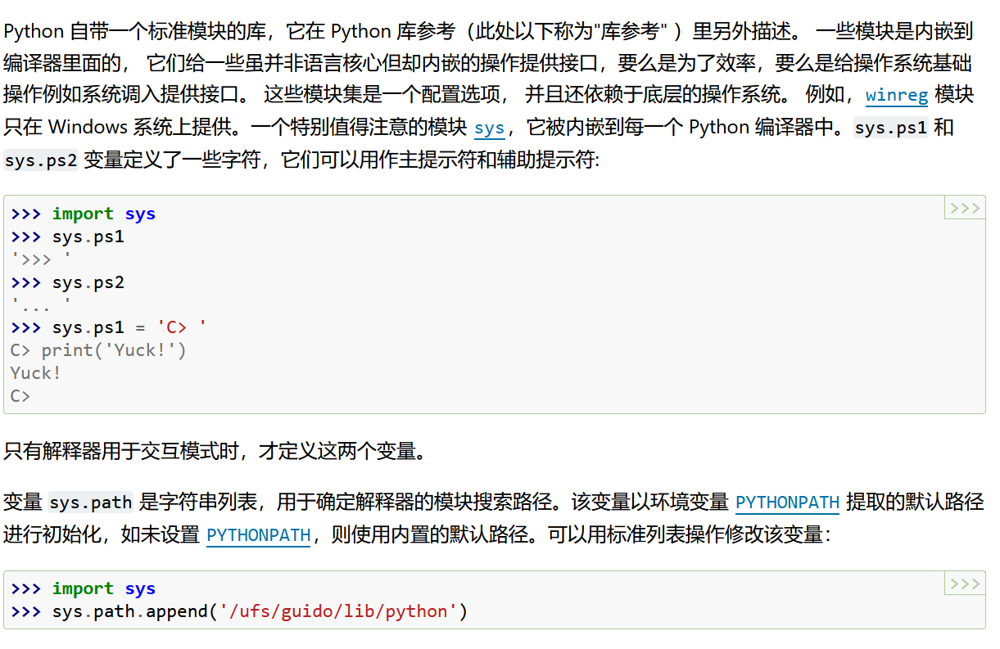 Python 自带一个标准模块的库，它在 Python 库参考（此处以下称为"库参考" ）里另外描述。 一些模块是内嵌到
编译器里面的， 它们给一些虽并非语言核心但却内嵌的操作提供接口，要么是为了效率，要么是给操作系统基础
操作例如系统调入提供接口。 这些模块集是一个配置选项， 并且还依赖于底层的操作系统。 例如，winreg 模块
只在 Windows 系统上提供。一个特别值得注意的模块 sys，它被内嵌到每一个 Python 编译器中。sys.ps1 和
sys.ps2 变量定义了一些字符，它们可以用作主提示符和辅助提示符:
>>>
>>> import sys
>>> sys.ps1
'>>> '
>>> sys.ps2
'... '
>>> sys.ps1 = 'C> '
C> print('Yuck!')
Yuck!
C>
只有解释器用于交互模式时，才定义这两个变量。
变量 sys.path 是字符串列表，用于确定解释器的模块搜索路径。该变量以环境变量 PYTHONPATH 提取的默认路径
进行初始化，如未设置 PYTHONPATH，则使用内置的默认路径。可以用标准列表操作修改该变量：
>>>
>>> import sys
>>> sys.path.append('/ufs/guido/lib/python')